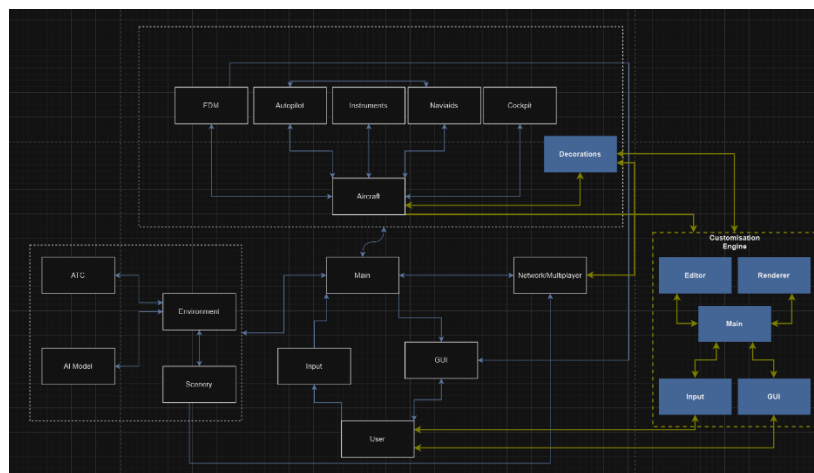 FDM
Autopilot
Instruments
Naviaids
Cockpit
Decorations
Aircraft
Customisation
Engine
ATC
Main
Network/Multiplayer
Editor
Renderer
Environment
Main
AI Model
Input
GUI
Scenery
Input
GUI
User